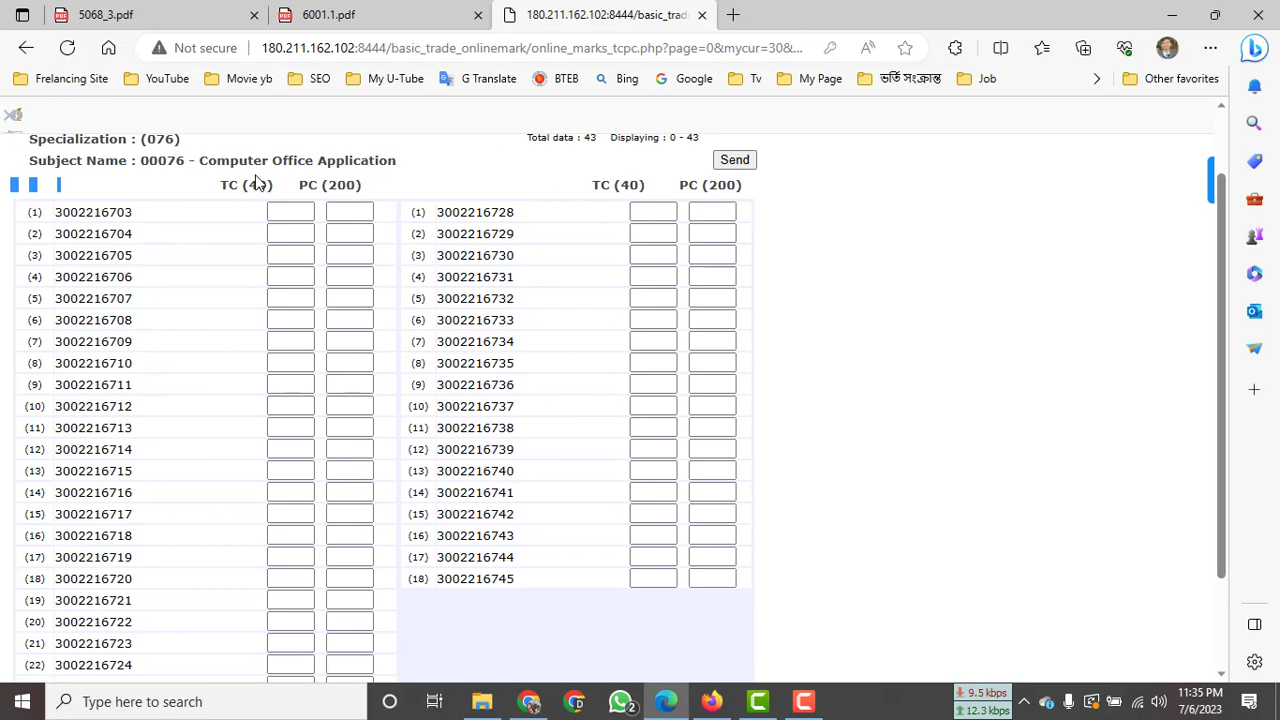 5068_3.pdf
6001.1.pdf
180.211.162.102:8444/basic_trad
Not secure
180.211.162.102:8444/basic_trade_onlinemark/online_marks_tcpc.php?page=0&mycur=30&...
Frelancing Site
YouTube
Movie yb
SEO
My U-Tube
G Translate
BTEB
Bing
Google
Tv
My Page
ভর্তি সংক্রান্ত
Job
Other favorites
Specialization : (076)
Total data : 43 Displaying : 0 - 43
Subject Name : 00076 - Computer Office Application
Send
TC (40) PC (200) TC (40) PC (200)
(1) 3002216703 (1) 3002216728
(2) 3002216704 (2) 3002216729
(3) 3002216705 (3) 3002216730
(4) 3002216706 (4) 3002216731
(5) 3002216707 (5) 3002216732
(6) 3002216708 (6) 3002216733
(7) 3002216709 (7) 3002216734
(8) 3002216710 (8) 3002216735
(9) 3002216711 (9) 3002216736
(10) 3002216712 (10) 3002216737
(11) 3002216713 (11) 3002216738
(12) 3002216714 (12) 3002216739
(13) 3002216715 (13) 3002216740
(14) 3002216716 (14) 3002216741
(15) 3002216717 (15) 3002216742
(16) 3002216718 (16) 3002216743
(17) 3002216719 (17) 3002216744
(18) 3002216720 (18) 3002216745
(19) 3002216721
(20) 3002216722
(21) 3002216723
(22) 3002216724
Type here to search
9.5 kbps
12.3 kbps
11:35 PM
7/6/2023